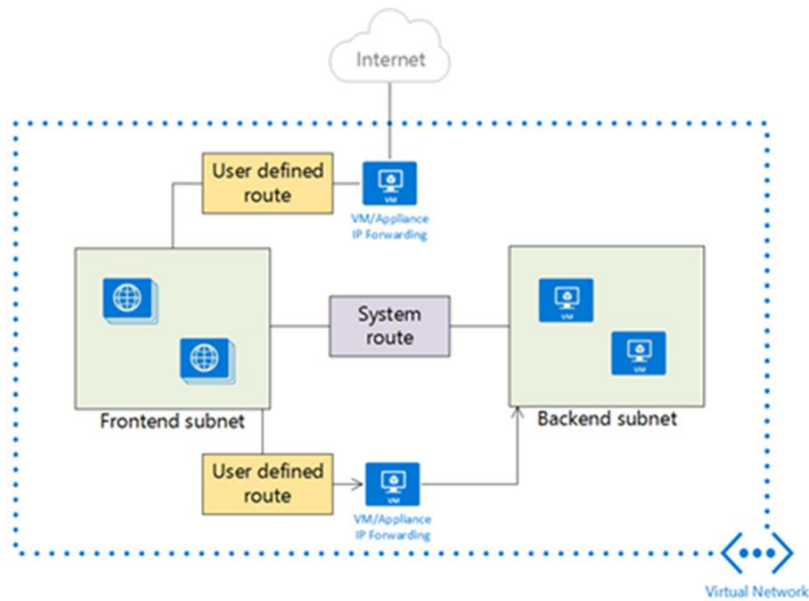 Internet
User defined
route
VM
VM/Appliance
IP Forwarding
System
route
VM
VM
Frontend subnet
Backend subnet
User defined
route
VM
VM/Appliance
IP Forwarding
Virtual Network